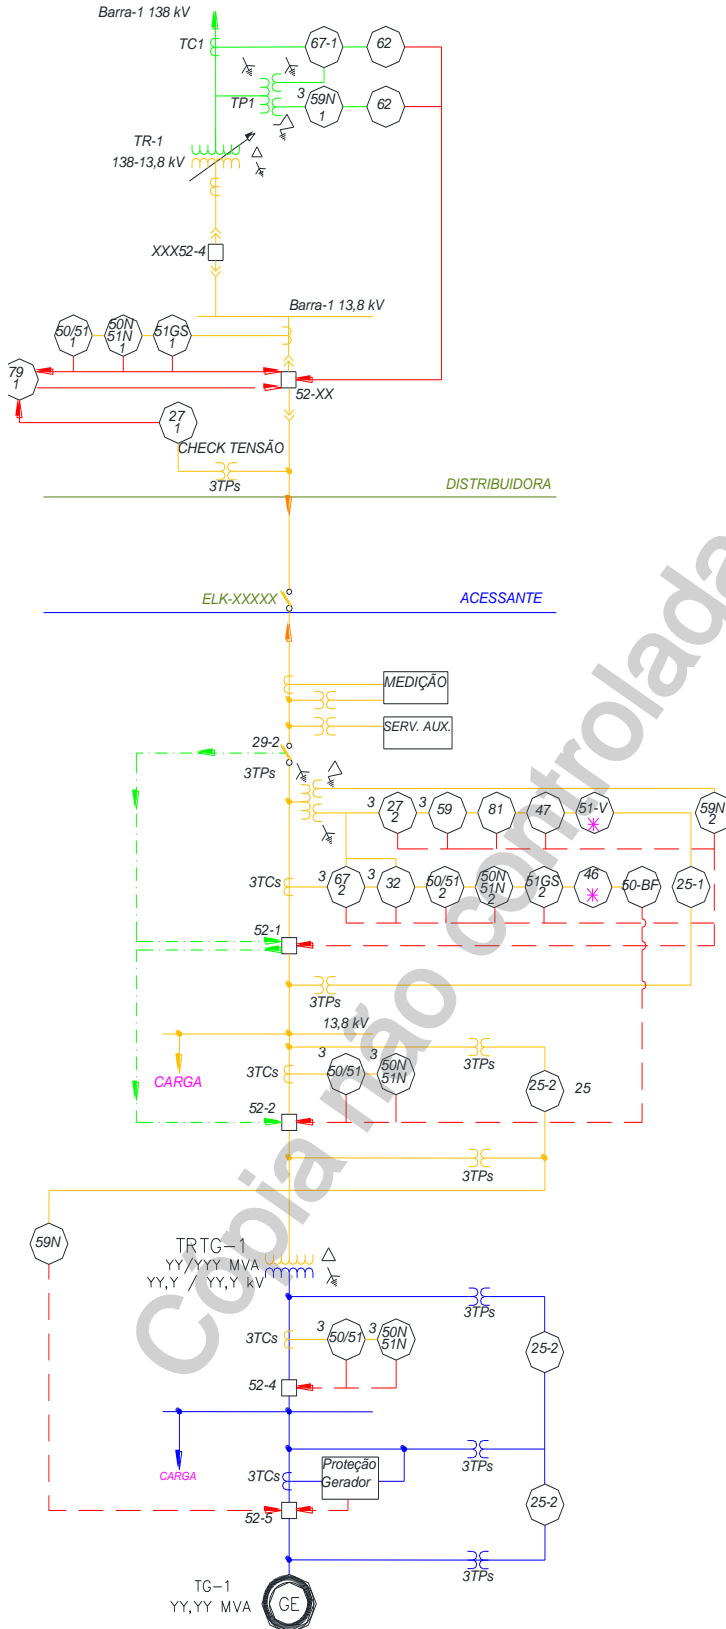 Barra-1 138 kV
TC1
67-1
62
TP1
3
59N
1
62
TR-1
138-13,8 kV
XXX52-4
Barra-1 13,8 kV
50/51
1
50N
51N
1
51GS
1
79
1
52-XX
27
1
CHECK TENSÃO
3TPs
DISTRIBUIDORA
ELK-XXXXX
ACESSANTE
MEDIÇÃO
SERV. AUX.
29-2
3TPs
3
27
2
3
59
81
47
51-V
59N
2
3TCs
3
67
2
3
32
50/51
2
50N
51N
2
51GS
2
46
50-BF
25-1
52-1
3TPs
13,8 kV
CARGA
3TCs
3
50/51
3
50N
51N
3TPs
25-2
25
52-2
3TPs
59N
TRTG-1
YY/YYY MVA
YY,Y / YY,Y kV
3TPs
3TCs
3
50/51
3
50N
51N
25-2
52-4
CARGA
3TCs
Proteção
Gerador
3TPs
25-2
52-5
3TPs
TG-1
YY,YY MVA
GE
Cópia não controlada